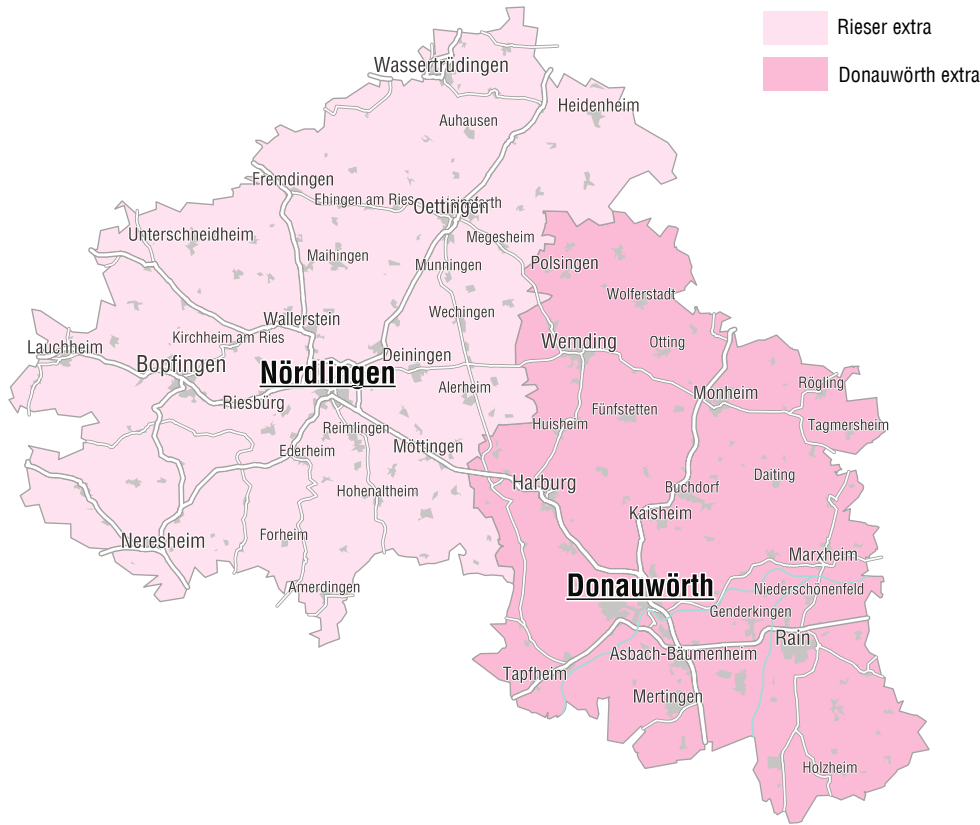 Rieser extra
Donauwörth extra
Wassertrüdingen
Heidenheim
Auhausen
Fremdingen
Ehingen am Ries
Oettingen
Unterschneidheim
Megesheim
Maihingen
Munningen
Polsingen
Wolferstadt
Wechingen
Wallerstein
Kirchheim am Ries
Lauchheim
Wemding
Otting
Deiningen
Bopfingen
Nördlingen
Alerheim
Rögling
Monheim
Riesbürg
Fünfstetten
Huisheim
Tagmersheim
Reimlingen
Möttingen
Ederheim
Daiting
Harburg
Buchdorf
Hohenaltheim
Kaisheim
Forheim
Neresheim
Marxheim
Amerdingen
Donauwörth
Niederschönenfeld
Genderkingen
Rain
Asbach-Bäumenheim
Tapfheim
Mertingen
Holzheim